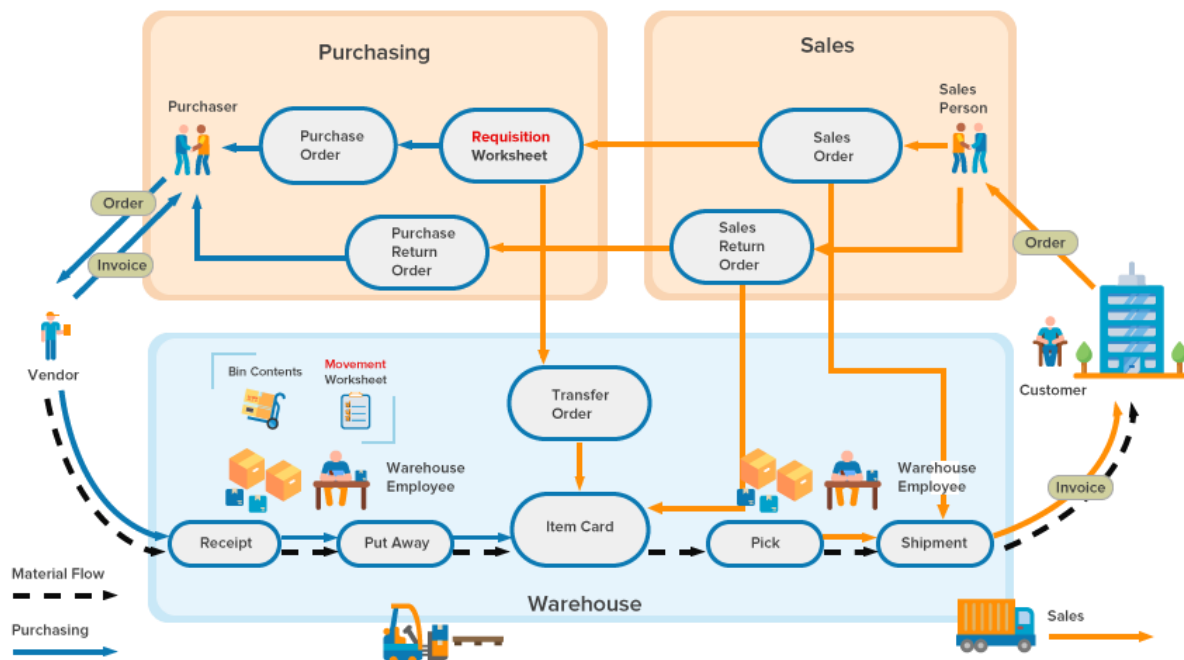 Purchasing
Sales
Purchaser
Sales
Person
Purchase
Order
Requisition
Worksheet
Sales
Order
Order
Invoice
Purchase
Return
Order
Sales
Return
Order
Order
Vendor
Bin Contents
Movement
Worksheet
Transfer
Order
Customer
Warehouse
Employee
Warehouse
Employee
Invoice
Receipt
Put Away
Item Card
Pick
Shipment
Material Flow
Warehouse
Purchasing
Sales